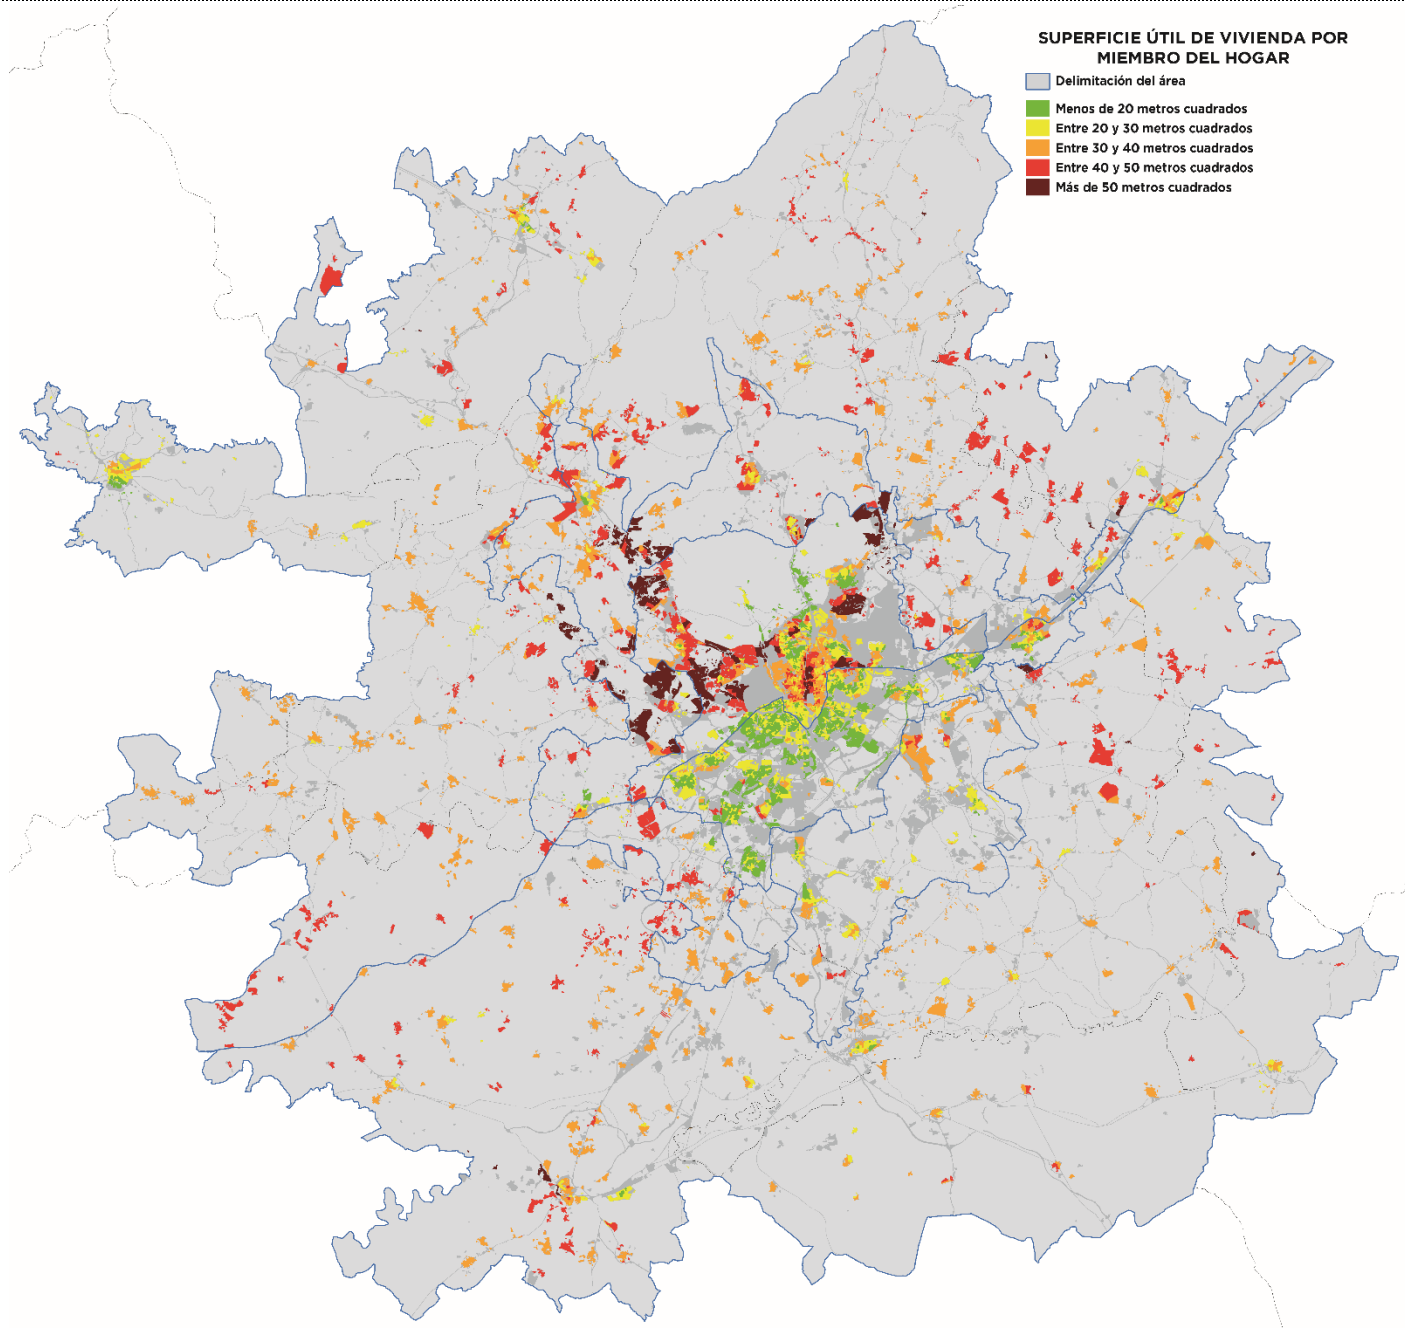 SUPERFICIE ÚTIL DE VIVIENDA POR
MIEMBRO DEL HOGAR
Delimitación del área
Menos de 20 metros cuadrados
Entre 20 y 30 metros cuadrados
Entre 30 y 40 metros cuadrados
Entre 40 y 50 metros cuadrados
Más de 50 metros cuadrados